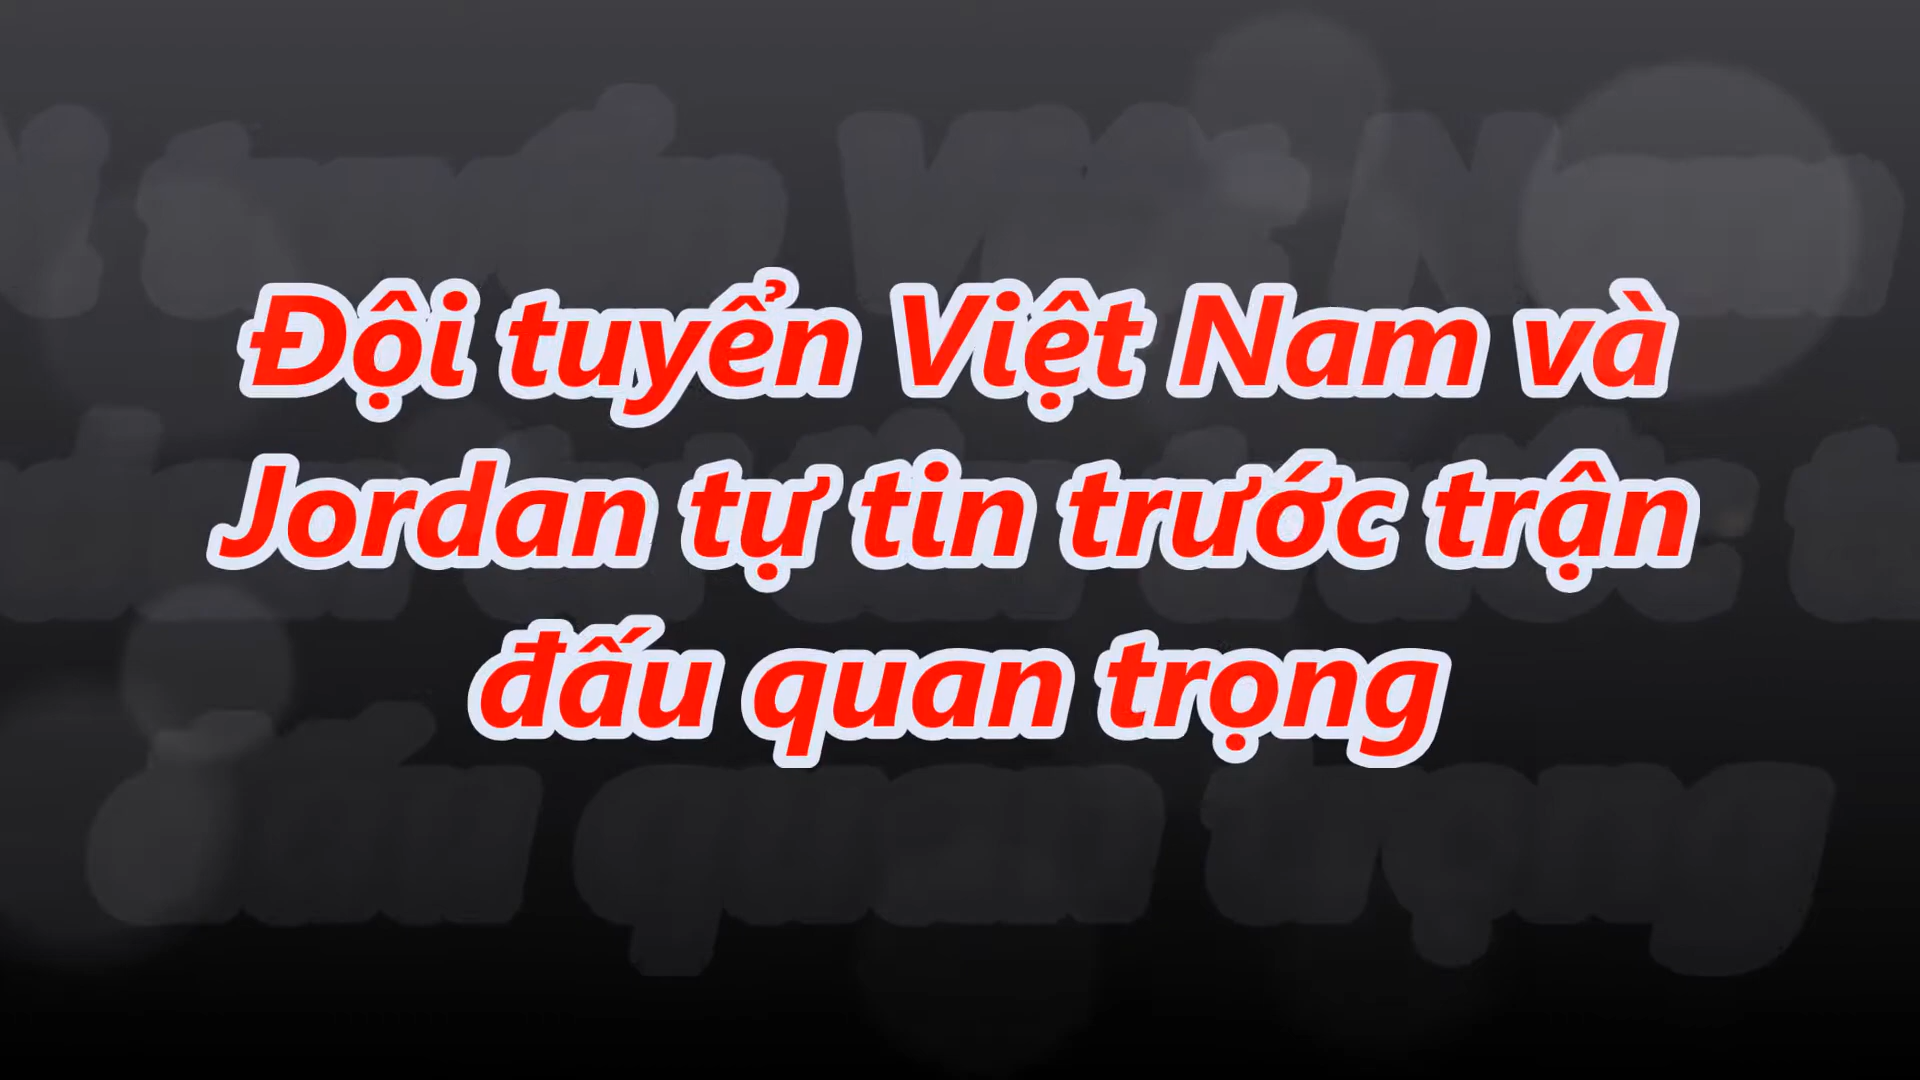 Đội tuyển Việt Nam và
Jordan tự tin trước trận
đấu quan trọng